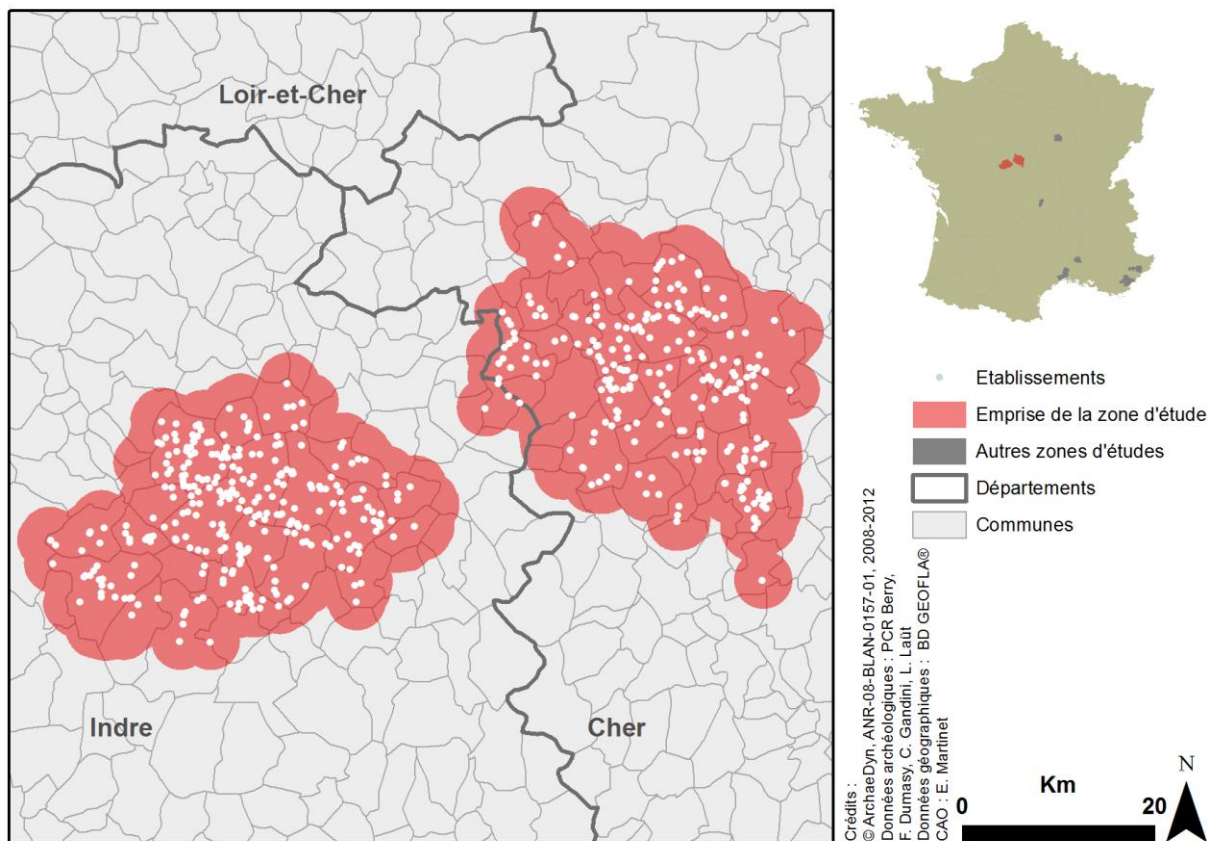 Loir-et-Cher
Indre
Cher
Etablissements
Emprise de la zone d'étude
Autres zones d'études
Départements
Communes
Crédits :
© ArchaeDyn, ANR-08-BLAN-0157-01, 2008-2012
Données archéologiques : PCR Berry,
F. Dumasy, C. Gandini, L. Laüt
Données géographiques : BD GEOFLA®
CAO : E. Martinet
Km
0 20
N